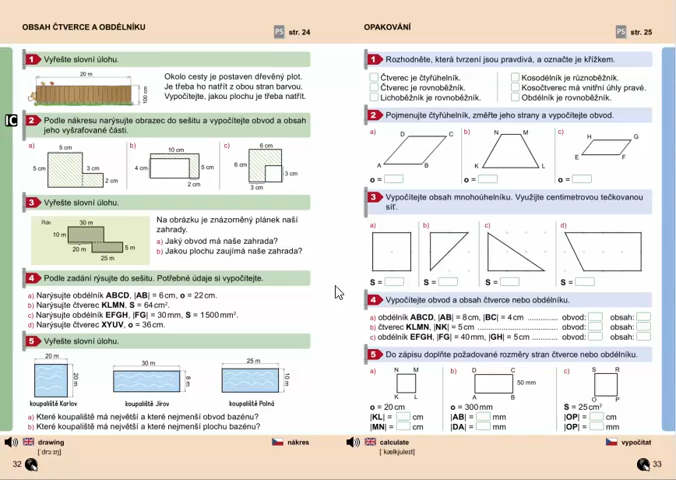 OBSAH ČTVERCE A OBDÉLNÍKU
PS str. 24
1 Vyřešte slovní úlohu.
20 m
100 cm
Okolo cesty je postaven dřevěný plot.
Je třeba ho natřít z obou stran barvou.
Vypočítejte, jakou plochu je třeba natřít.
IC
2 Podle nákresu narýsujte obrazec do sešitu a vypočítejte obvod a obsah
jeho vyšrafované části.
a)
5 cm
5 cm
3 cm
2 cm
b)
10 cm
4 cm
5 cm
2 cm
c)
6 cm
6 cm
3 cm
3 cm
3 Vyřešte slovní úlohu.
Plán
30 m
10 m
20 m
5 m
25 m
Na obrázku je znázorněný plánek naší
zahrady.
a) Jaký obvod má naše zahrada?
b) Jakou plochu zaujímá naše zahrada?
4 Podle zadání rýsujte do sešitu. Potřebné údaje si vypočítejte.
a) Narýsujte obdélník ABCD, |AB| = 6 cm, o = 22 cm.
b) Narýsujte čtverec KLMN, S = 64 cm².
c) Narýsujte obdélník EFGH, |FG| = 30 mm, S = 1 500 mm².
d) Narýsujte čtverec XYUV, o = 36 cm.
5 Vyřešte slovní úlohu.
20 m
20 m
koupaliště Karlov
30 m
8 m
koupaliště Jírov
25 m
10 m
koupaliště Polná
a) Které koupaliště má největší a které nejmenší obvod bazénu?
b) Které koupaliště má největší a které nejmenší plochu bazénu?
drawing
[ˈdrɔːɪŋ]
nákres
32
OPAKOVÁNÍ
PS str. 25
1 Rozhodněte, která tvrzení jsou pravdivá, a označte je křížkem.
Čtverec je čtyřúhelník.
Čtverec je rovnoběžník.
Lichoběžník je rovnoběžník.
Kosodélník je různoběžník.
Kosočtverec má vnitřní úhly pravé.
Obdélník je rovnoběžník.
2 Pojmenujte čtyřúhelník, změřte jeho strany a vypočítejte obvod.
a)
D C
A B
o =
b)
N M
K L
o =
c)
H G
E F
o =
3 Vypočítejte obsah mnohoúhelníku. Využijte centimetrovou tečkovanou
síť.
a) b) c) d)
S = S = S = S =
4 Vypočítejte obvod a obsah čtverce nebo obdélníku.
a) obdélník ABCD, |AB| = 8 cm, |BC| = 4 cm .............. obvod: obsah:
b) čtverec KLMN, |NK| = 5 cm .................................... obvod: obsah:
c) obdélník EFGH, |FG| = 40 mm, |GH| = 5 cm .......... obvod: obsah:
5 Do zápisu doplňte požadované rozměry stran čtverce nebo obdélníku.
a)
N M
K L
o = 20 cm
|KL| = cm
|MN| = cm
b)
D C
50 mm
A B
o = 300 mm
|AB| = mm
|DA| = mm
c)
S R
O P
S = 25 cm²
|OP| = cm
|OP| = mm
calculate
[ˈkælkjuleɪt]
vypočítat
33